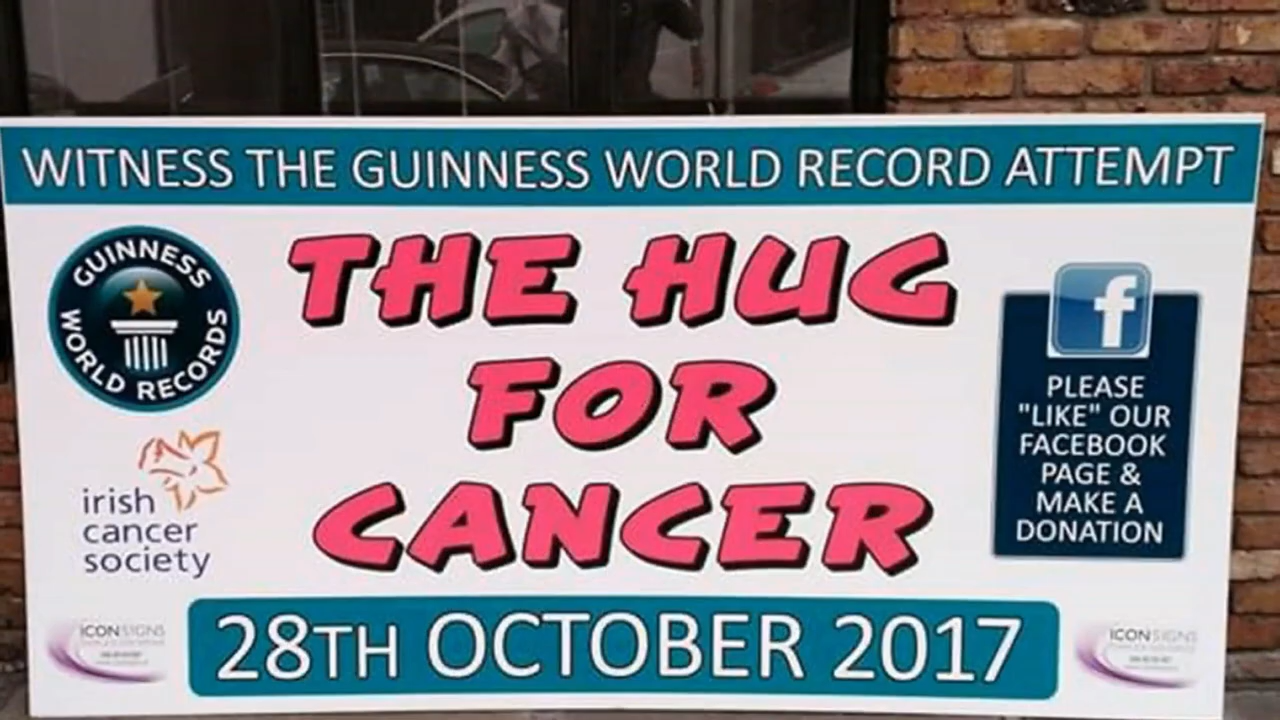 WITNESS THE GUINNESS WORLD RECORD ATTEMPT
GUINNESS
WORLD RECORDS
THE HUG
FOR
CANCER
irish
cancer
society
PLEASE
"LIKE" OUR
FACEBOOK
PAGE &
MAKE A
DONATION
ICON SIGNS
28TH OCTOBER 2017
ICON SIGNS